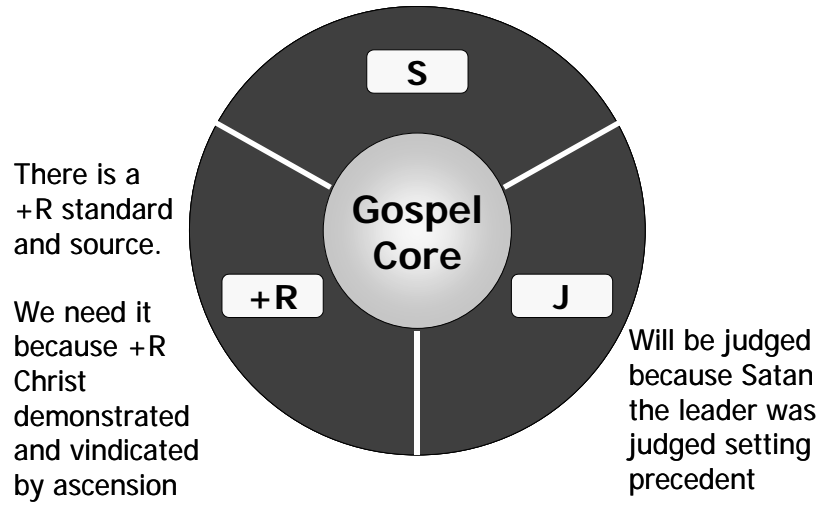 S
There is a
+R standard
and source.
Gospel
Core
+R
J
We need it
because +R
Christ
demonstrated
and vindicated
by ascension
Will be judged
because Satan
the leader was
judged setting
precedent